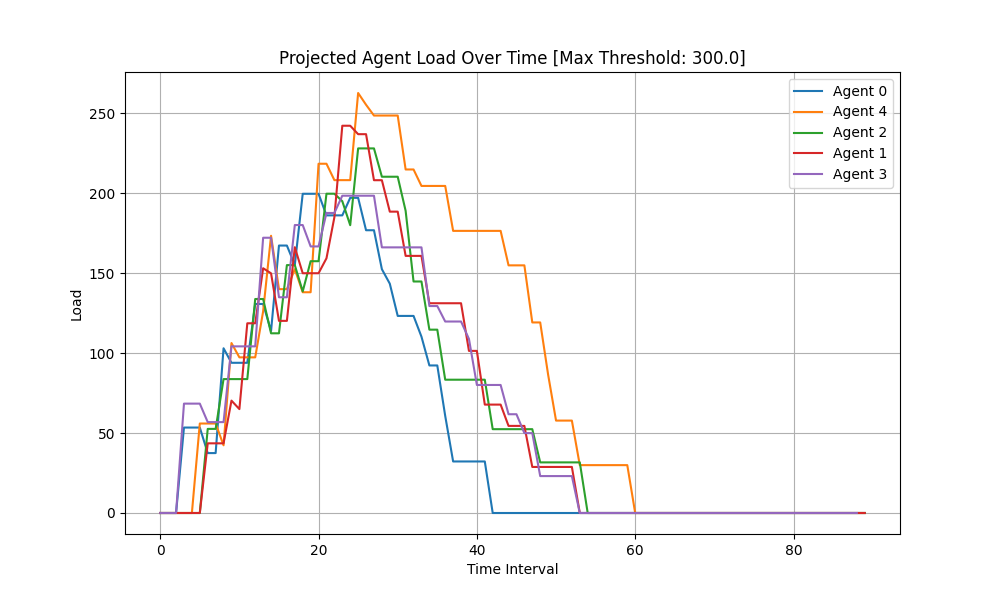 Projected Agent Load Over Time [Max Threshold: 300.0]
Load
250
200
150
100
50
0
Agent 0
Agent 4
Agent 2
Agent 1
Agent 3
0
20
40
60
80
Time Interval